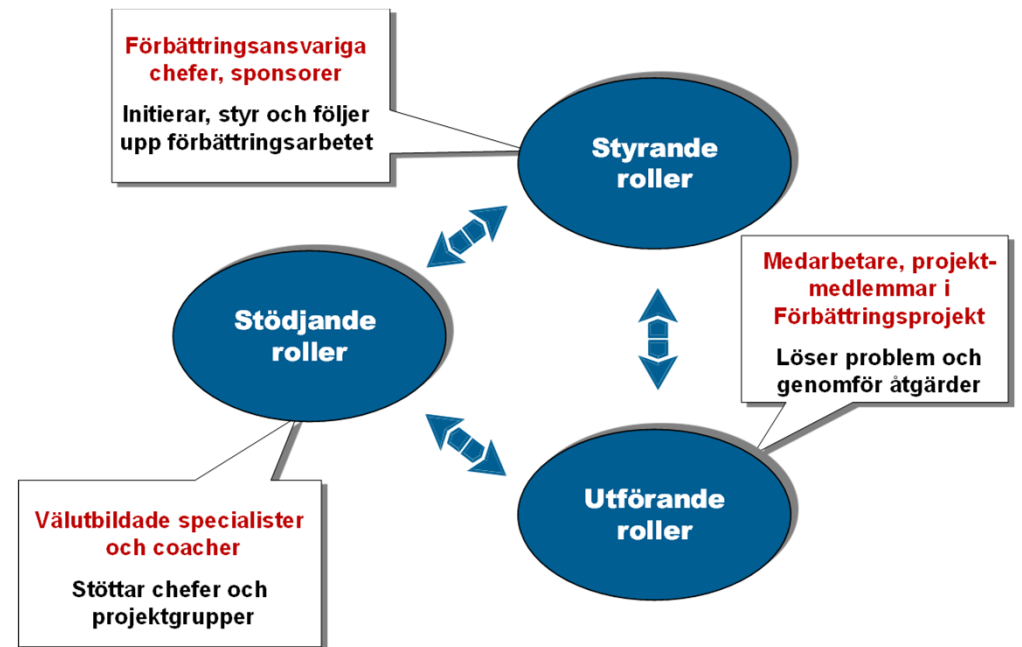 Förbättringsansvariga
chefer, sponsorer
Initierar, styr och följer
upp förbättringsarbetet
Styrande
roller
Medarbetare, projekt-
medlemmar i
Förbättringsprojekt
Löser problem och
genomför åtgärder
Stödjande
roller
Utförande
roller
Välutbildade specialister
och coacher
Stöttar chefer och
projektgrupper